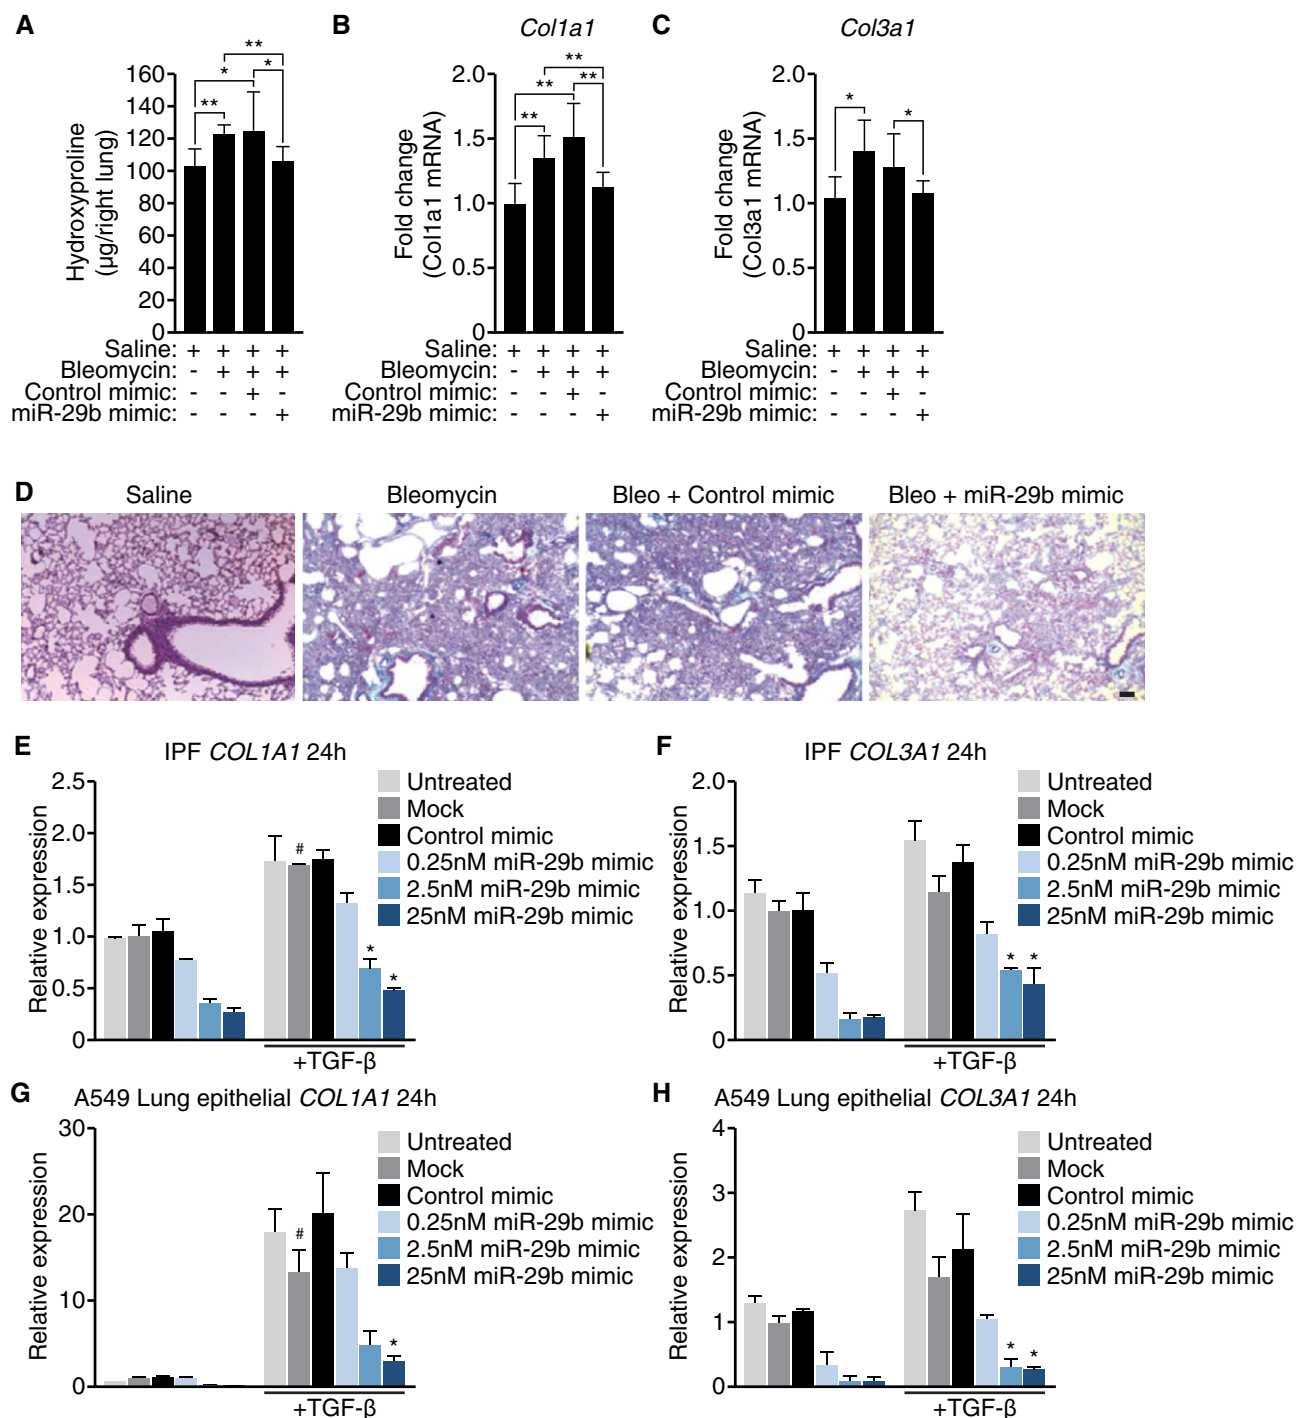 A
** 
* *
**
160
140
120
100
80
60
40
20
0
Hydroxyproline
(μg/right lung)
Saline: + + + +
Bleomycin: - + + +
Control mimic: - - + -
miR-29b mimic: - - - +
B Col1a1
**
** **
**
2.0
1.5
1.0
0.5
0
Fold change
(Col1a1 mRNA)
Saline: + + + +
Bleomycin: - + + +
Control mimic: - - + -
miR-29b mimic: - - - +
C Col3a1
* *
2.0
1.5
1.0
0.5
0
Fold change
(Col3a1 mRNA)
Saline: + + + +
Bleomycin: - + + +
Control mimic: - - + -
miR-29b mimic: - - - +
D Saline Bleomycin Bleo + Control mimic Bleo + miR-29b mimic
E IPF COL1A1 24h
2.5
2.0
1.5
1.0
0.5
0
Relative expression
#
*
*
+TGF-β
Untreated
Mock
Control mimic
0.25nM miR-29b mimic
2.5nM miR-29b mimic
25nM miR-29b mimic
F IPF COL3A1 24h
2.0
1.5
1.0
0.5
0
Relative expression
* *
+TGF-β
Untreated
Mock
Control mimic
0.25nM miR-29b mimic
2.5nM miR-29b mimic
25nM miR-29b mimic
G A549 Lung epithelial COL1A1 24h
30
20
10
0
Relative expression
#
*
+TGF-β
Untreated
Mock
Control mimic
0.25nM miR-29b mimic
2.5nM miR-29b mimic
25nM miR-29b mimic
H A549 Lung epithelial COL3A1 24h
4
3
2
1
0
Relative expression
* *
+TGF-β
Untreated
Mock
Control mimic
0.25nM miR-29b mimic
2.5nM miR-29b mimic
25nM miR-29b mimic